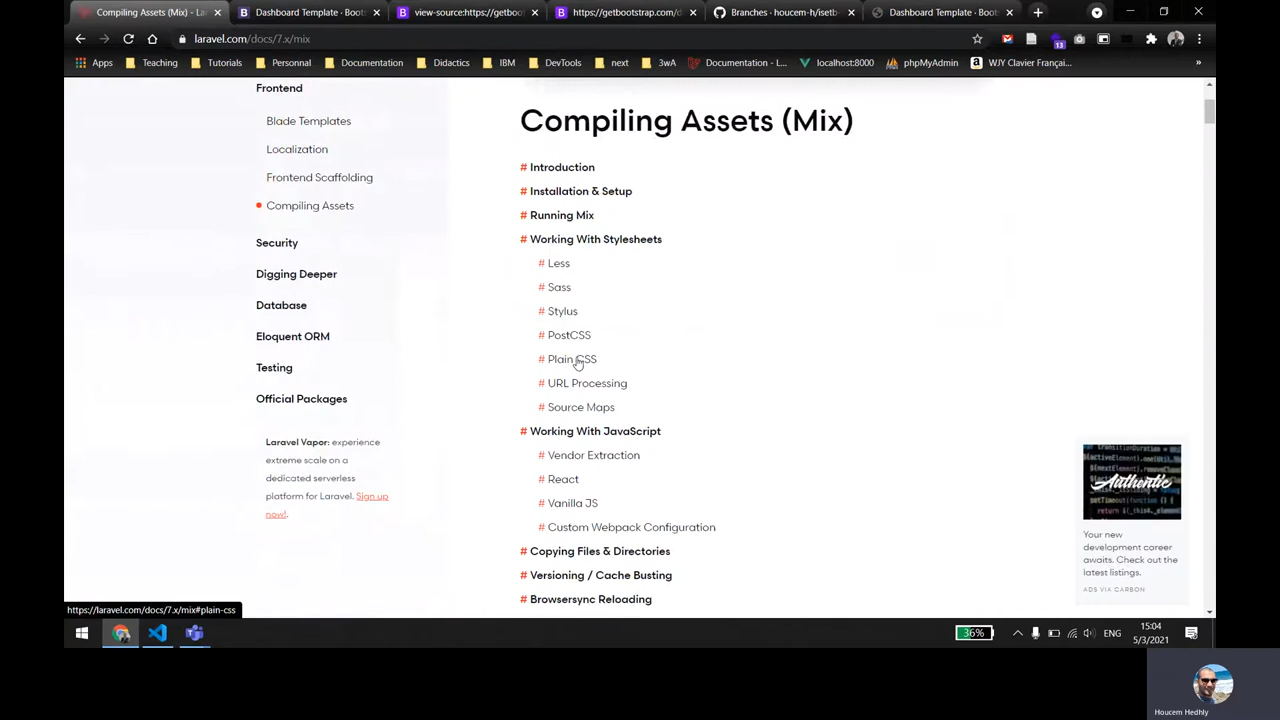 Compiling Assets (Mix) - La
Dashboard Template · Boots
view-source:https://getboot
https://getbootstrap.com/d
Branches · houcem-h/isetb
Dashboard Template · Boots
laravel.com/docs/7.x/mix
13
Apps
Teaching
Tutorials
Personnal
Documentation
Didactics
IBM
DevTools
next
3wA
Documentation - L...
localhost:8000
phpMyAdmin
WJY Clavier Françai...
»
Frontend
Blade Templates
Localization
Frontend Scaffolding
Compiling Assets
Security
Digging Deeper
Database
Eloquent ORM
Testing
Official Packages
Laravel Vapor: experience
extreme scale on a
dedicated serverless
platform for Laravel. Sign up
now!.
Compiling Assets (Mix)
# Introduction
# Installation & Setup
# Running Mix
# Working With Stylesheets
# Less
# Sass
# Stylus
# PostCSS
# Plain CSS
# URL Processing
# Source Maps
# Working With JavaScript
# Vendor Extraction
# React
# Vanilla JS
# Custom Webpack Configuration
# Copying Files & Directories
# Versioning / Cache Busting
# Browsersync Reloading
Authentic
Your new
development career
awaits. Check out the
latest listings.
ADS VIA CARBON
https://laravel.com/docs/7.x/mix#plain-css
36%
ENG
15:04
5/3/2021
Houcem Hedhly